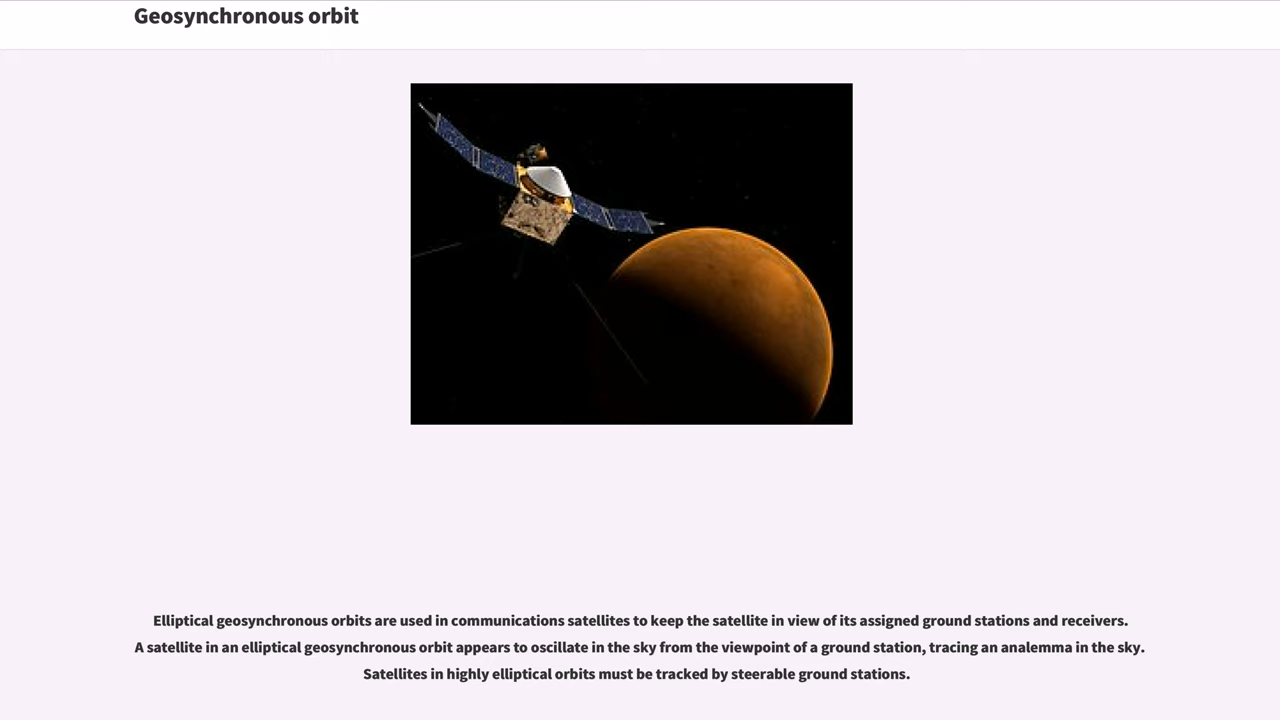 Geosynchronous orbit
Elliptical geosynchronous orbits are used in communications satellites to keep the satellite in view of its assigned ground stations and receivers.
A satellite in an elliptical geosynchronous orbit appears to oscillate in the sky from the viewpoint of a ground station, tracing an analemma in the sky.
Satellites in highly elliptical orbits must be tracked by steerable ground stations.